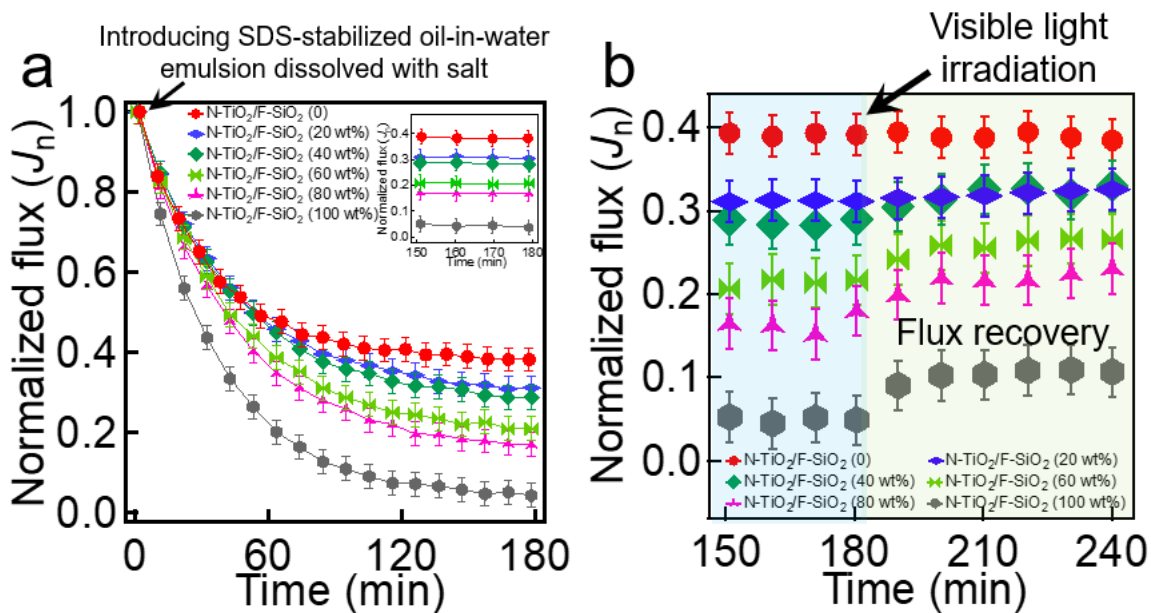 a
Introducing SDS-stabilized oil-in-water
emulsion dissolved with salt
Normalized flux (Jn)
1.0
0.8
0.6
0.4
0.2
0.0
N-TiO2/F-SiO2 (0)
N-TiO2/F-SiO2 (20 wt%)
N-TiO2/F-SiO2 (40 wt%)
N-TiO2/F-SiO2 (60 wt%)
N-TiO2/F-SiO2 (80 wt%)
N-TiO2/F-SiO2 (100 wt%)
Normalized flux (Jn)
0.4
0.3
0.2
0.1
0.0
150 160 170 180
Time (min)
0 60 120 180
Time (min)
b
Visible light
irradiation
Normalized flux (Jn)
0.4
0.3
0.2
0.1
0.0
Flux recovery
N-TiO2/F-SiO2 (0) N-TiO2/F-SiO2 (20 wt%)
N-TiO2/F-SiO2 (40 wt%) N-TiO2/F-SiO2 (60 wt%)
N-TiO2/F-SiO2 (80 wt%) N-TiO2/F-SiO2 (100 wt%)
150 180 210 240
Time (min)